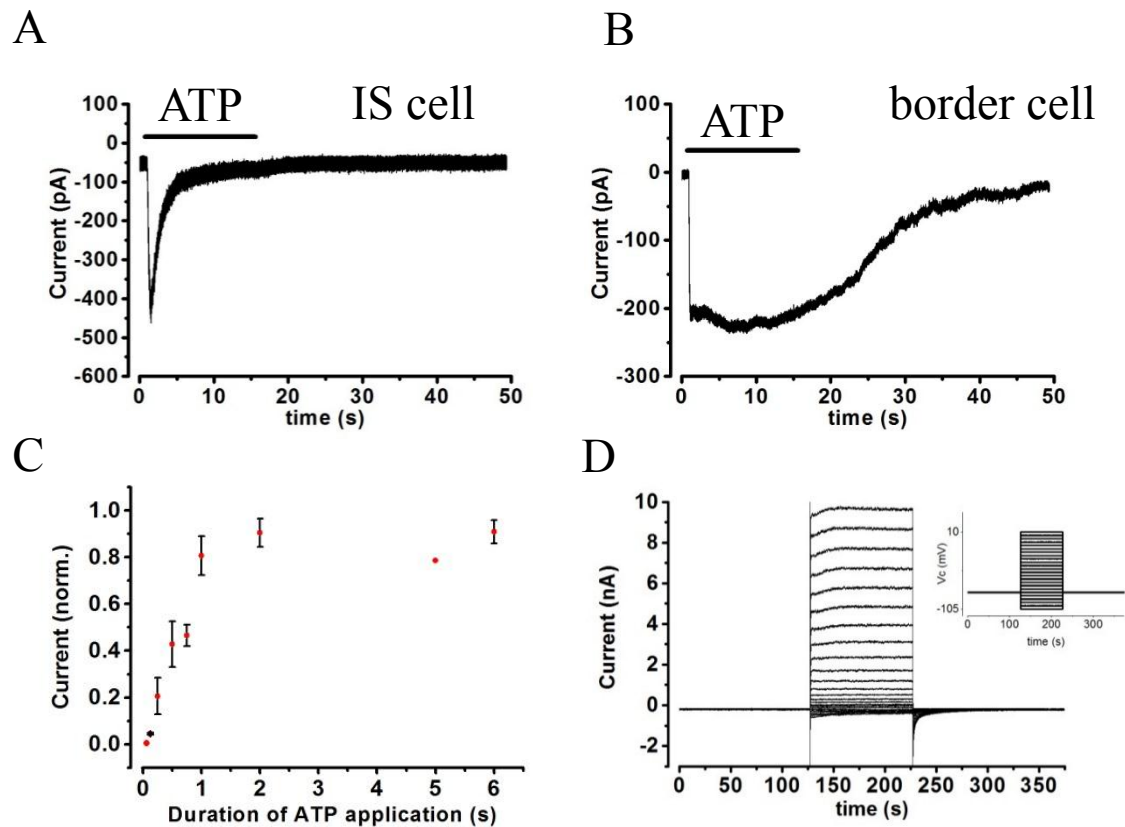 A
B
ATP
IS cell
ATP
border cell
100
0
-100
-200
-300
-400
-500
-600
Current (pA)
0 10 20 30 40 50
time (s)
100
0
-100
-200
-300
Current (pA)
0 10 20 30 40 50
time (s)
C
D
1.0
0.8
0.6
0.4
0.2
0.0
Current (norm.)
0 1 2 3 4 5 6
Duration of ATP application (s)
10
8
6
4
2
0
-2
Current (nA)
0 50 100 150 200 250 300 350
time (s)
10
-105
Vc (mV)
0 100 200 300
time (s)